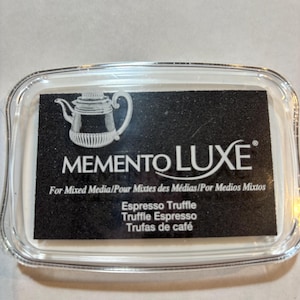 MEMENTO LUXE®
For Mixed Media/Pour Mixtes des Médias/Por Medios Mixtos
Espresso Truffle
Truffle Espresso
Trufas de café